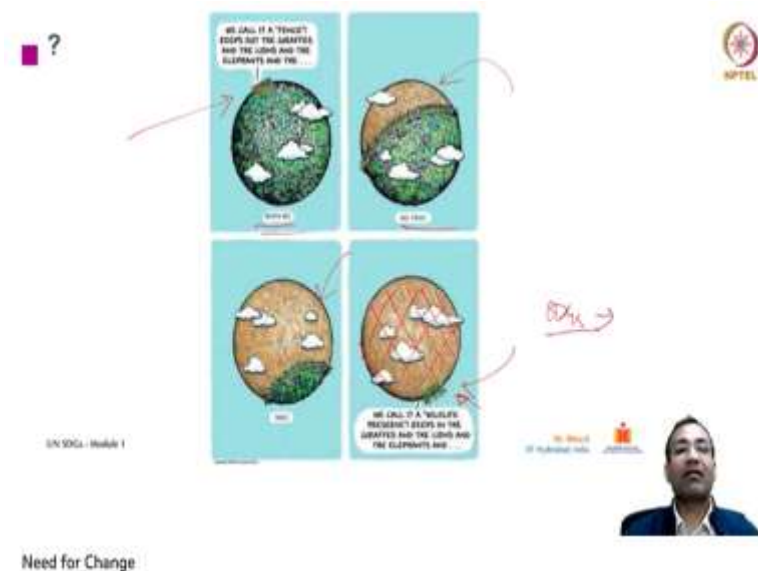 ?
WE CALL IT A "FENCE"!
KEEPS OUT THE GIRAFFES
AND THE LIONS AND THE
ELEPHANTS AND THE . . .
NPTEL
WE CALL IT A "WILDLIFE
PRESERVE"! KEEPS IN THE
GIRAFFES AND THE LIONS AND
THE ELEPHANTS AND . . .
SDGs
UN SDGs - Module 1
IIT Hyderabad, India
Need for Change